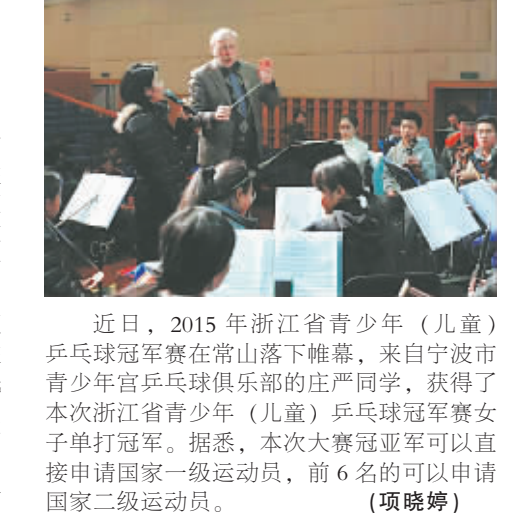 近日，2015 年浙江省青少年（儿童）
乒乓球冠军赛在常山落下帷幕，来自宁波市
青少年宫乒乓球俱乐部的庄严同学，获得了
本次浙江省青少年（儿童）乒乓球冠军赛女
子单打冠军。据悉，本次大赛冠亚军可以直
接申请国家一级运动员，前 6 名的可以申请
国家二级运动员。 （项晓婷）